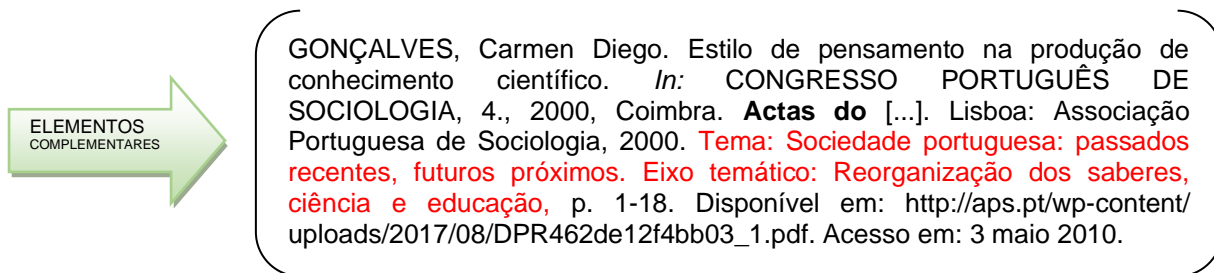 ELEMENTOS
COMPLEMENTARES
GONÇALVES, Carmen Diego. Estilo de pensamento na produção de
conhecimento científico. In: CONGRESSO PORTUGUÊS DE
SOCIOLOGIA, 4., 2000, Coimbra. Actas do [...]. Lisboa: Associação
Portuguesa de Sociologia, 2000. Tema: Sociedade portuguesa: passados
recentes, futuros próximos. Eixo temático: Reorganização dos saberes,
ciência e educação, p. 1-18. Disponível em: http://aps.pt/wp-content/
uploads/2017/08/DPR462de12f4bb03_1.pdf. Acesso em: 3 maio 2010.